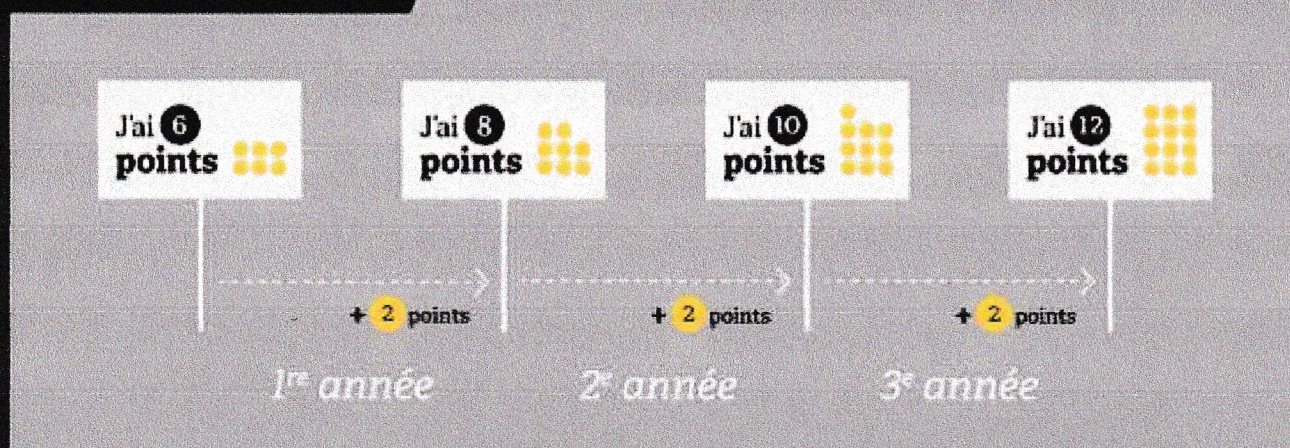 J'ai 6
points
J'ai 8
points
J'ai 10
points
J'ai 12
points
+ 2 points
+ 2 points
+ 2 points
1re année
2e année
3e année